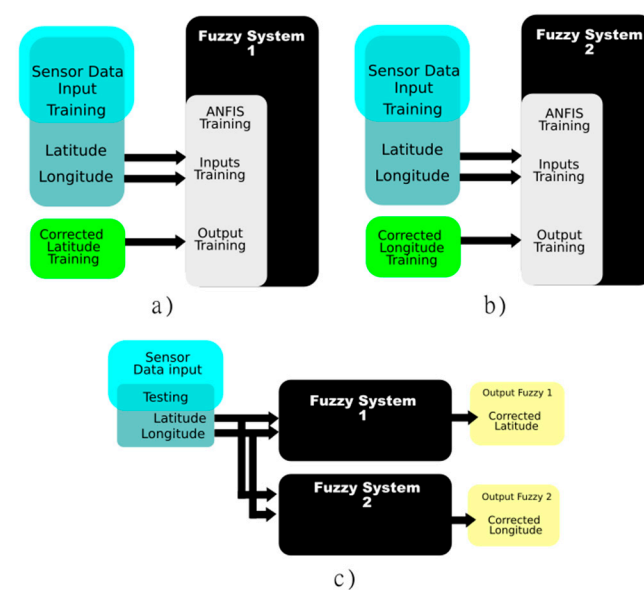 Sensor Data
Input
Training
Latitude
Longitude
Corrected
Latitude
Training
Fuzzy System
1
ANFIS
Training
Inputs
Training
Output
Training
a)
Sensor Data
Input
Training
Latitude
Longitude
Corrected
Longitude
Training
Fuzzy System
2
ANFIS
Training
Inputs
Training
Output
Training
b)
Sensor
Data input
Testing
Latitude
Longitude
Fuzzy System
1
Output Fuzzy 1
Corrected
Latitude
Fuzzy System
2
Output Fuzzy 2
Corrected
Longitude
c)